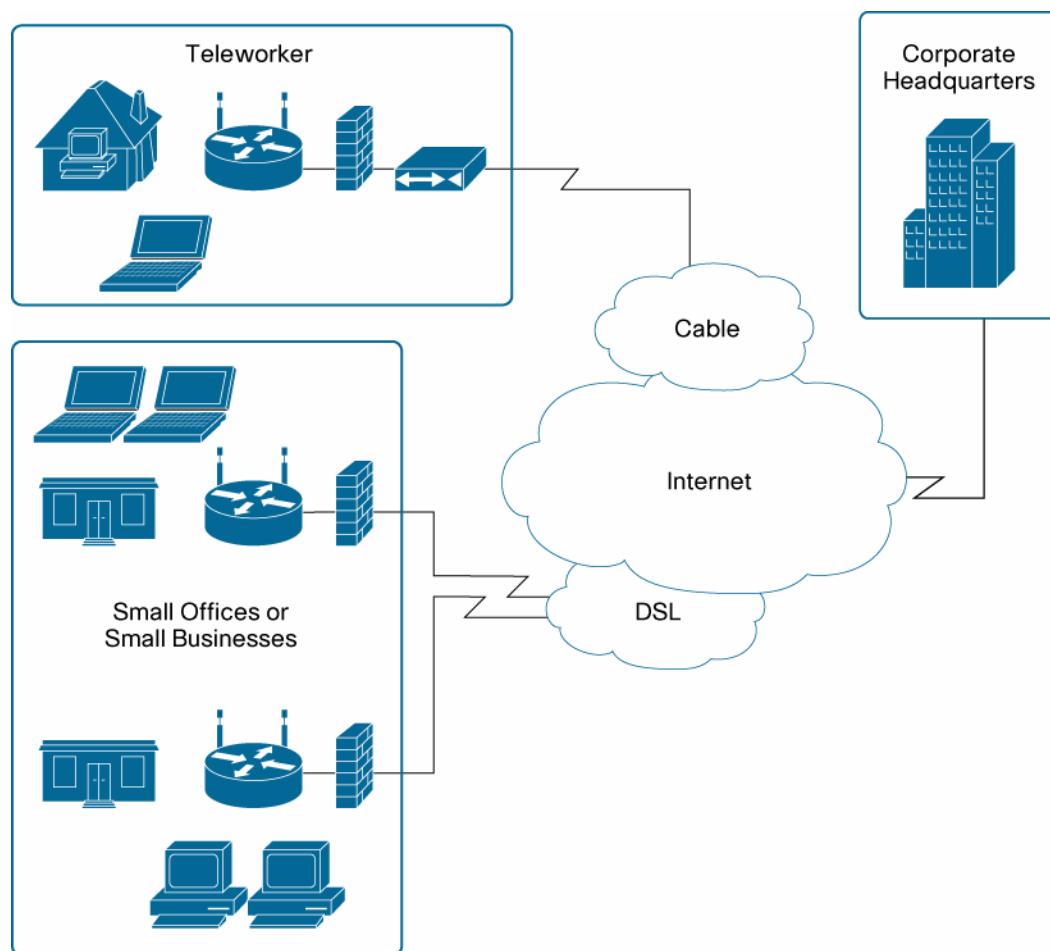 Teleworker
Corporate
Headquarters
Cable
Internet
DSL
Small Offices or
Small Businesses